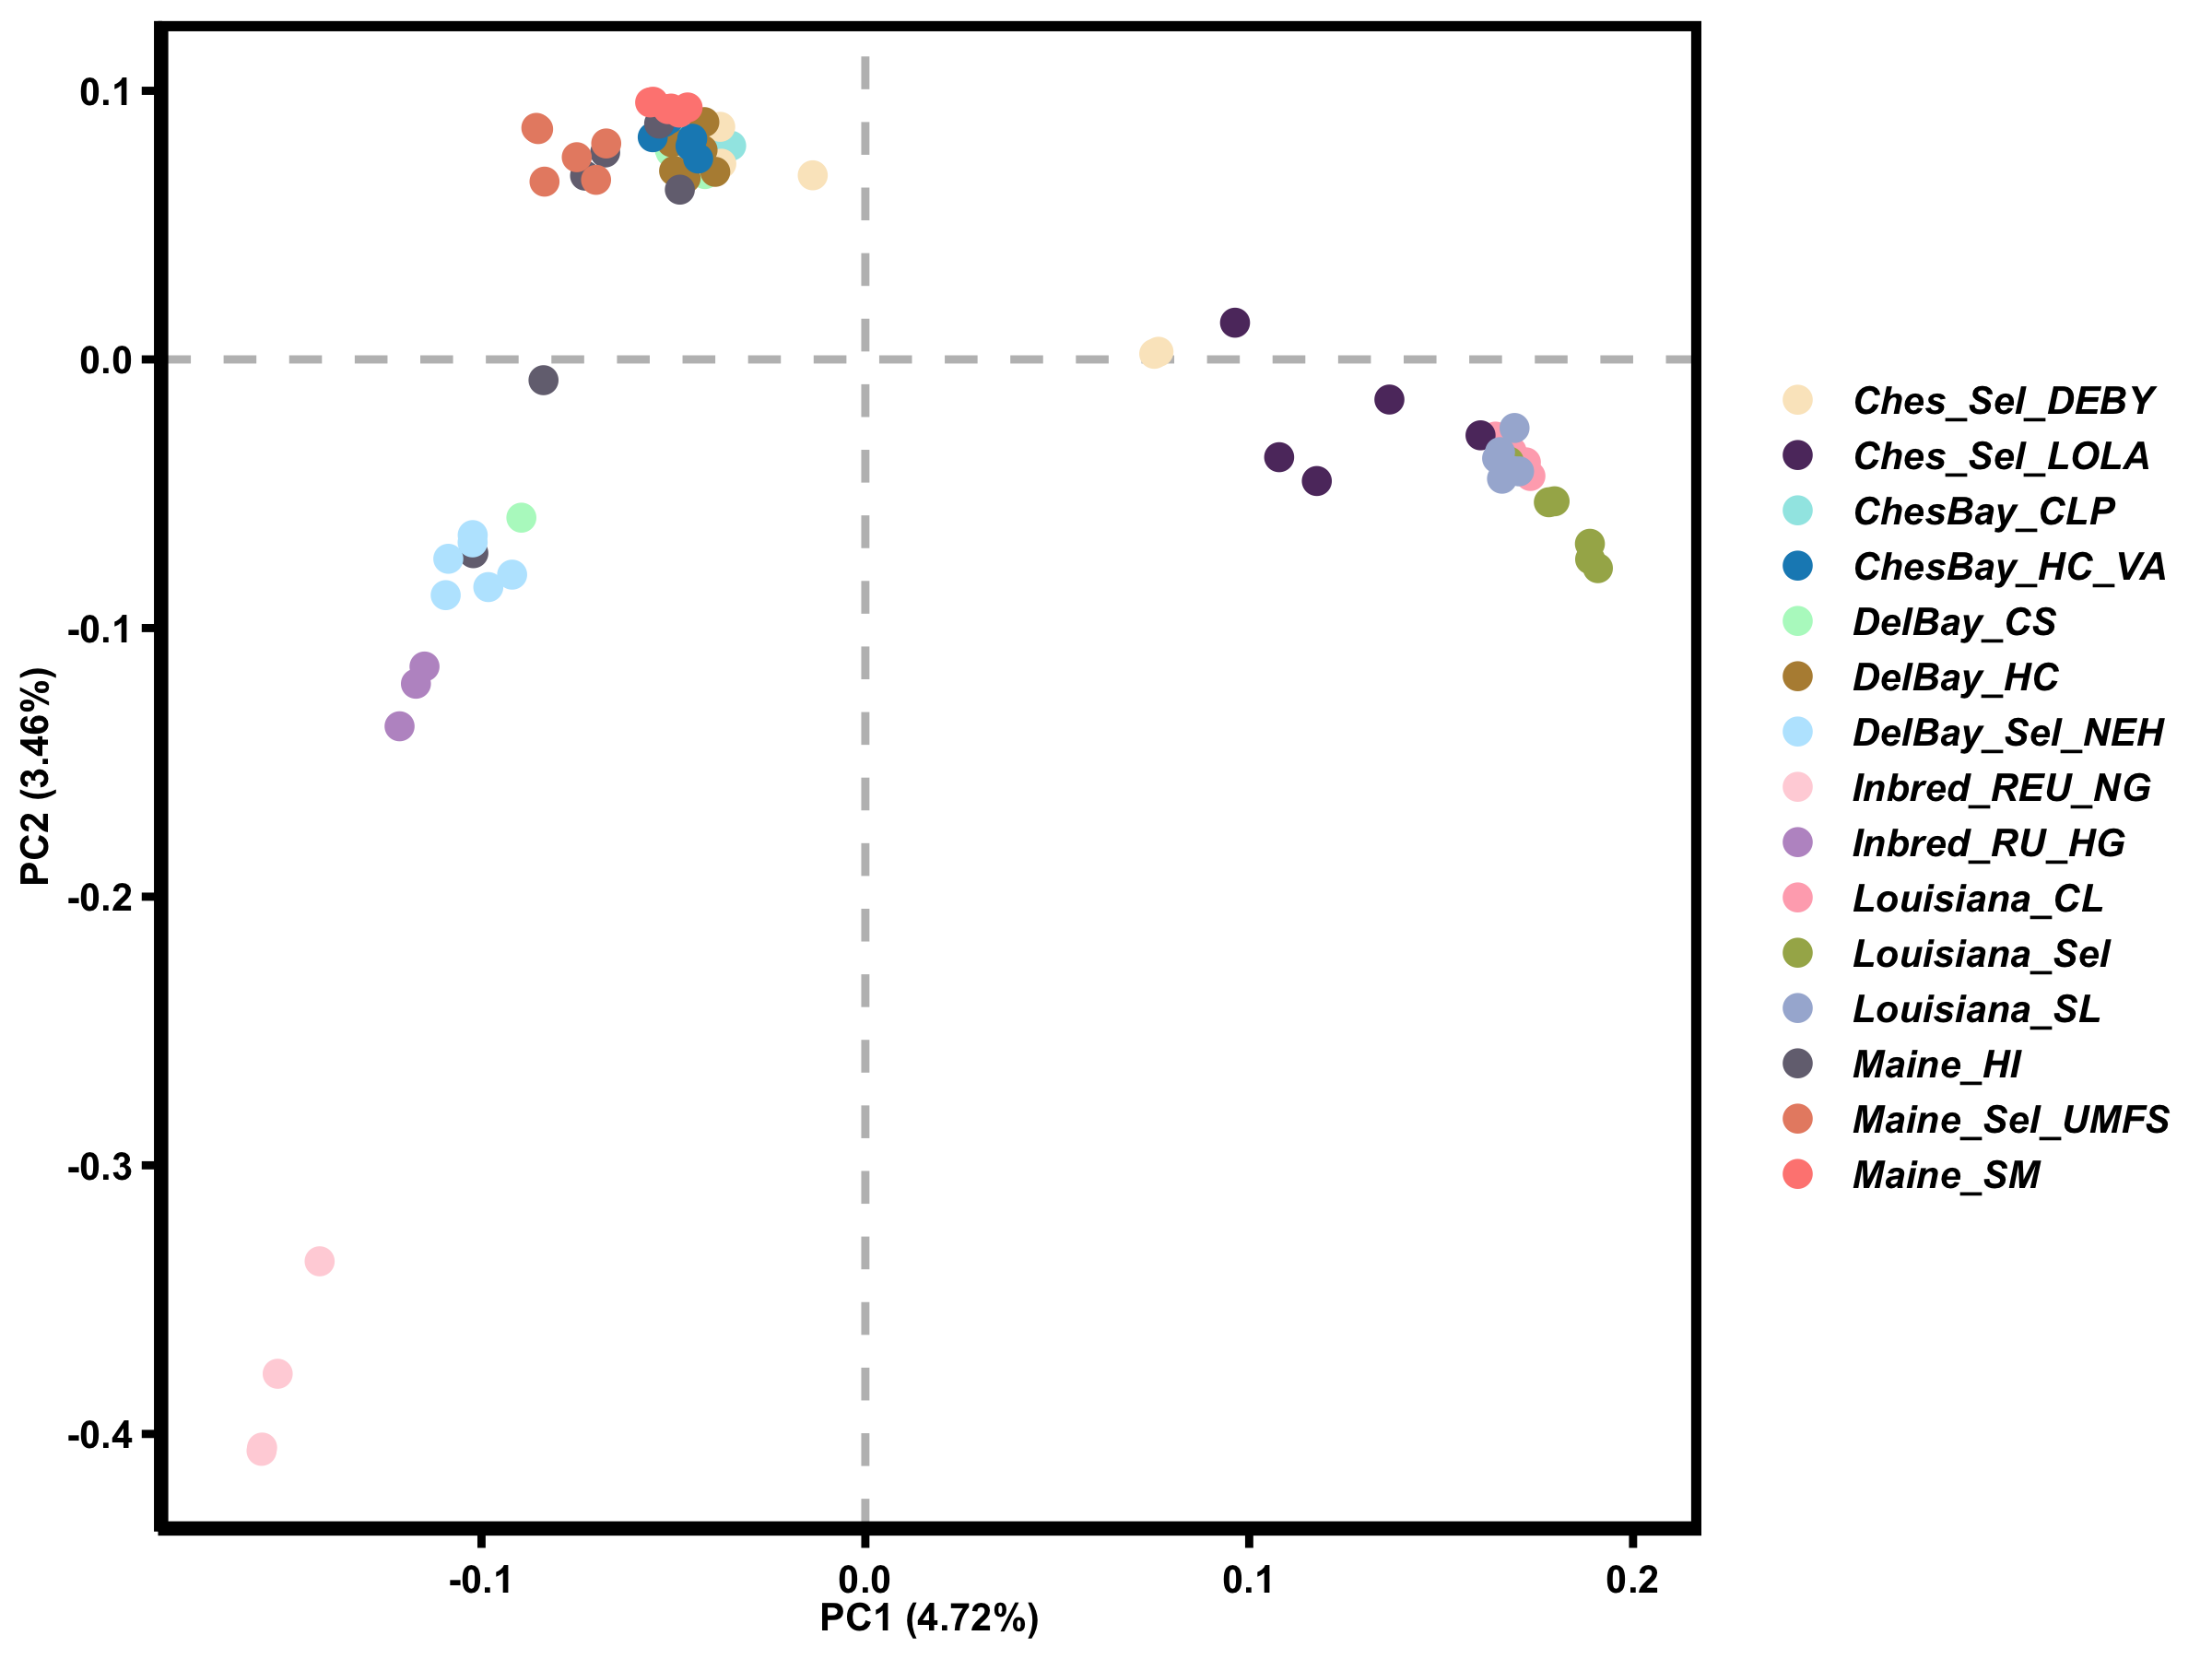 0.1
0.0
-0.1
-0.2
-0.3
-0.4
PC2 (3.46%)
-0.1
0.0
0.1
0.2
PC1 (4.72%)
Ches_Sel_DEBY
Ches_Sel_LOLA
ChesBay_CLP
ChesBay_HC_VA
DelBay_CS
DelBay_HC
DelBay_Sel_NEH
Inbred_REU_NG
Inbred_RU_HG
Louisiana_CL
Louisiana_Sel
Louisiana_SL
Maine_HI
Maine_Sel_UMFS
Maine_SM